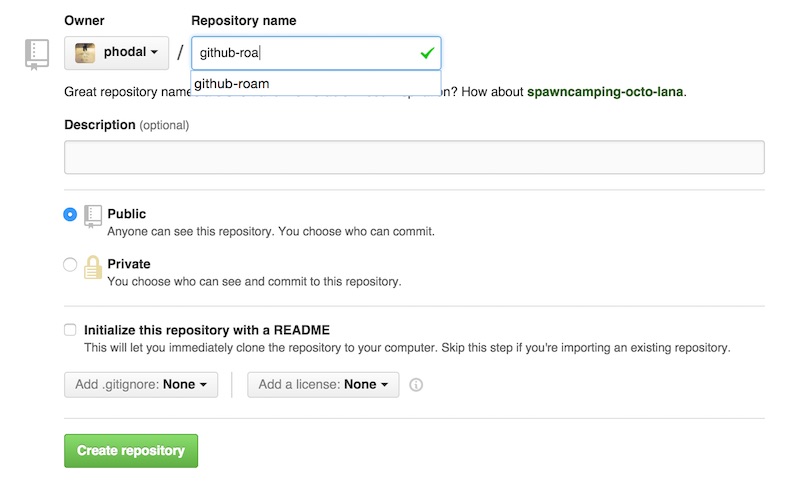 Owner Repository name
phodal / github-roa
github-roam
Great repository name n? How about spawncamping-octo-lana.
Description (optional)
Public
Anyone can see this repository. You choose who can commit.
Private
You choose who can see and commit to this repository.
Initialize this repository with a README
This will let you immediately clone the repository to your computer. Skip this step if you're importing an existing repository.
Add .gitignore: None Add a license: None
Create repository